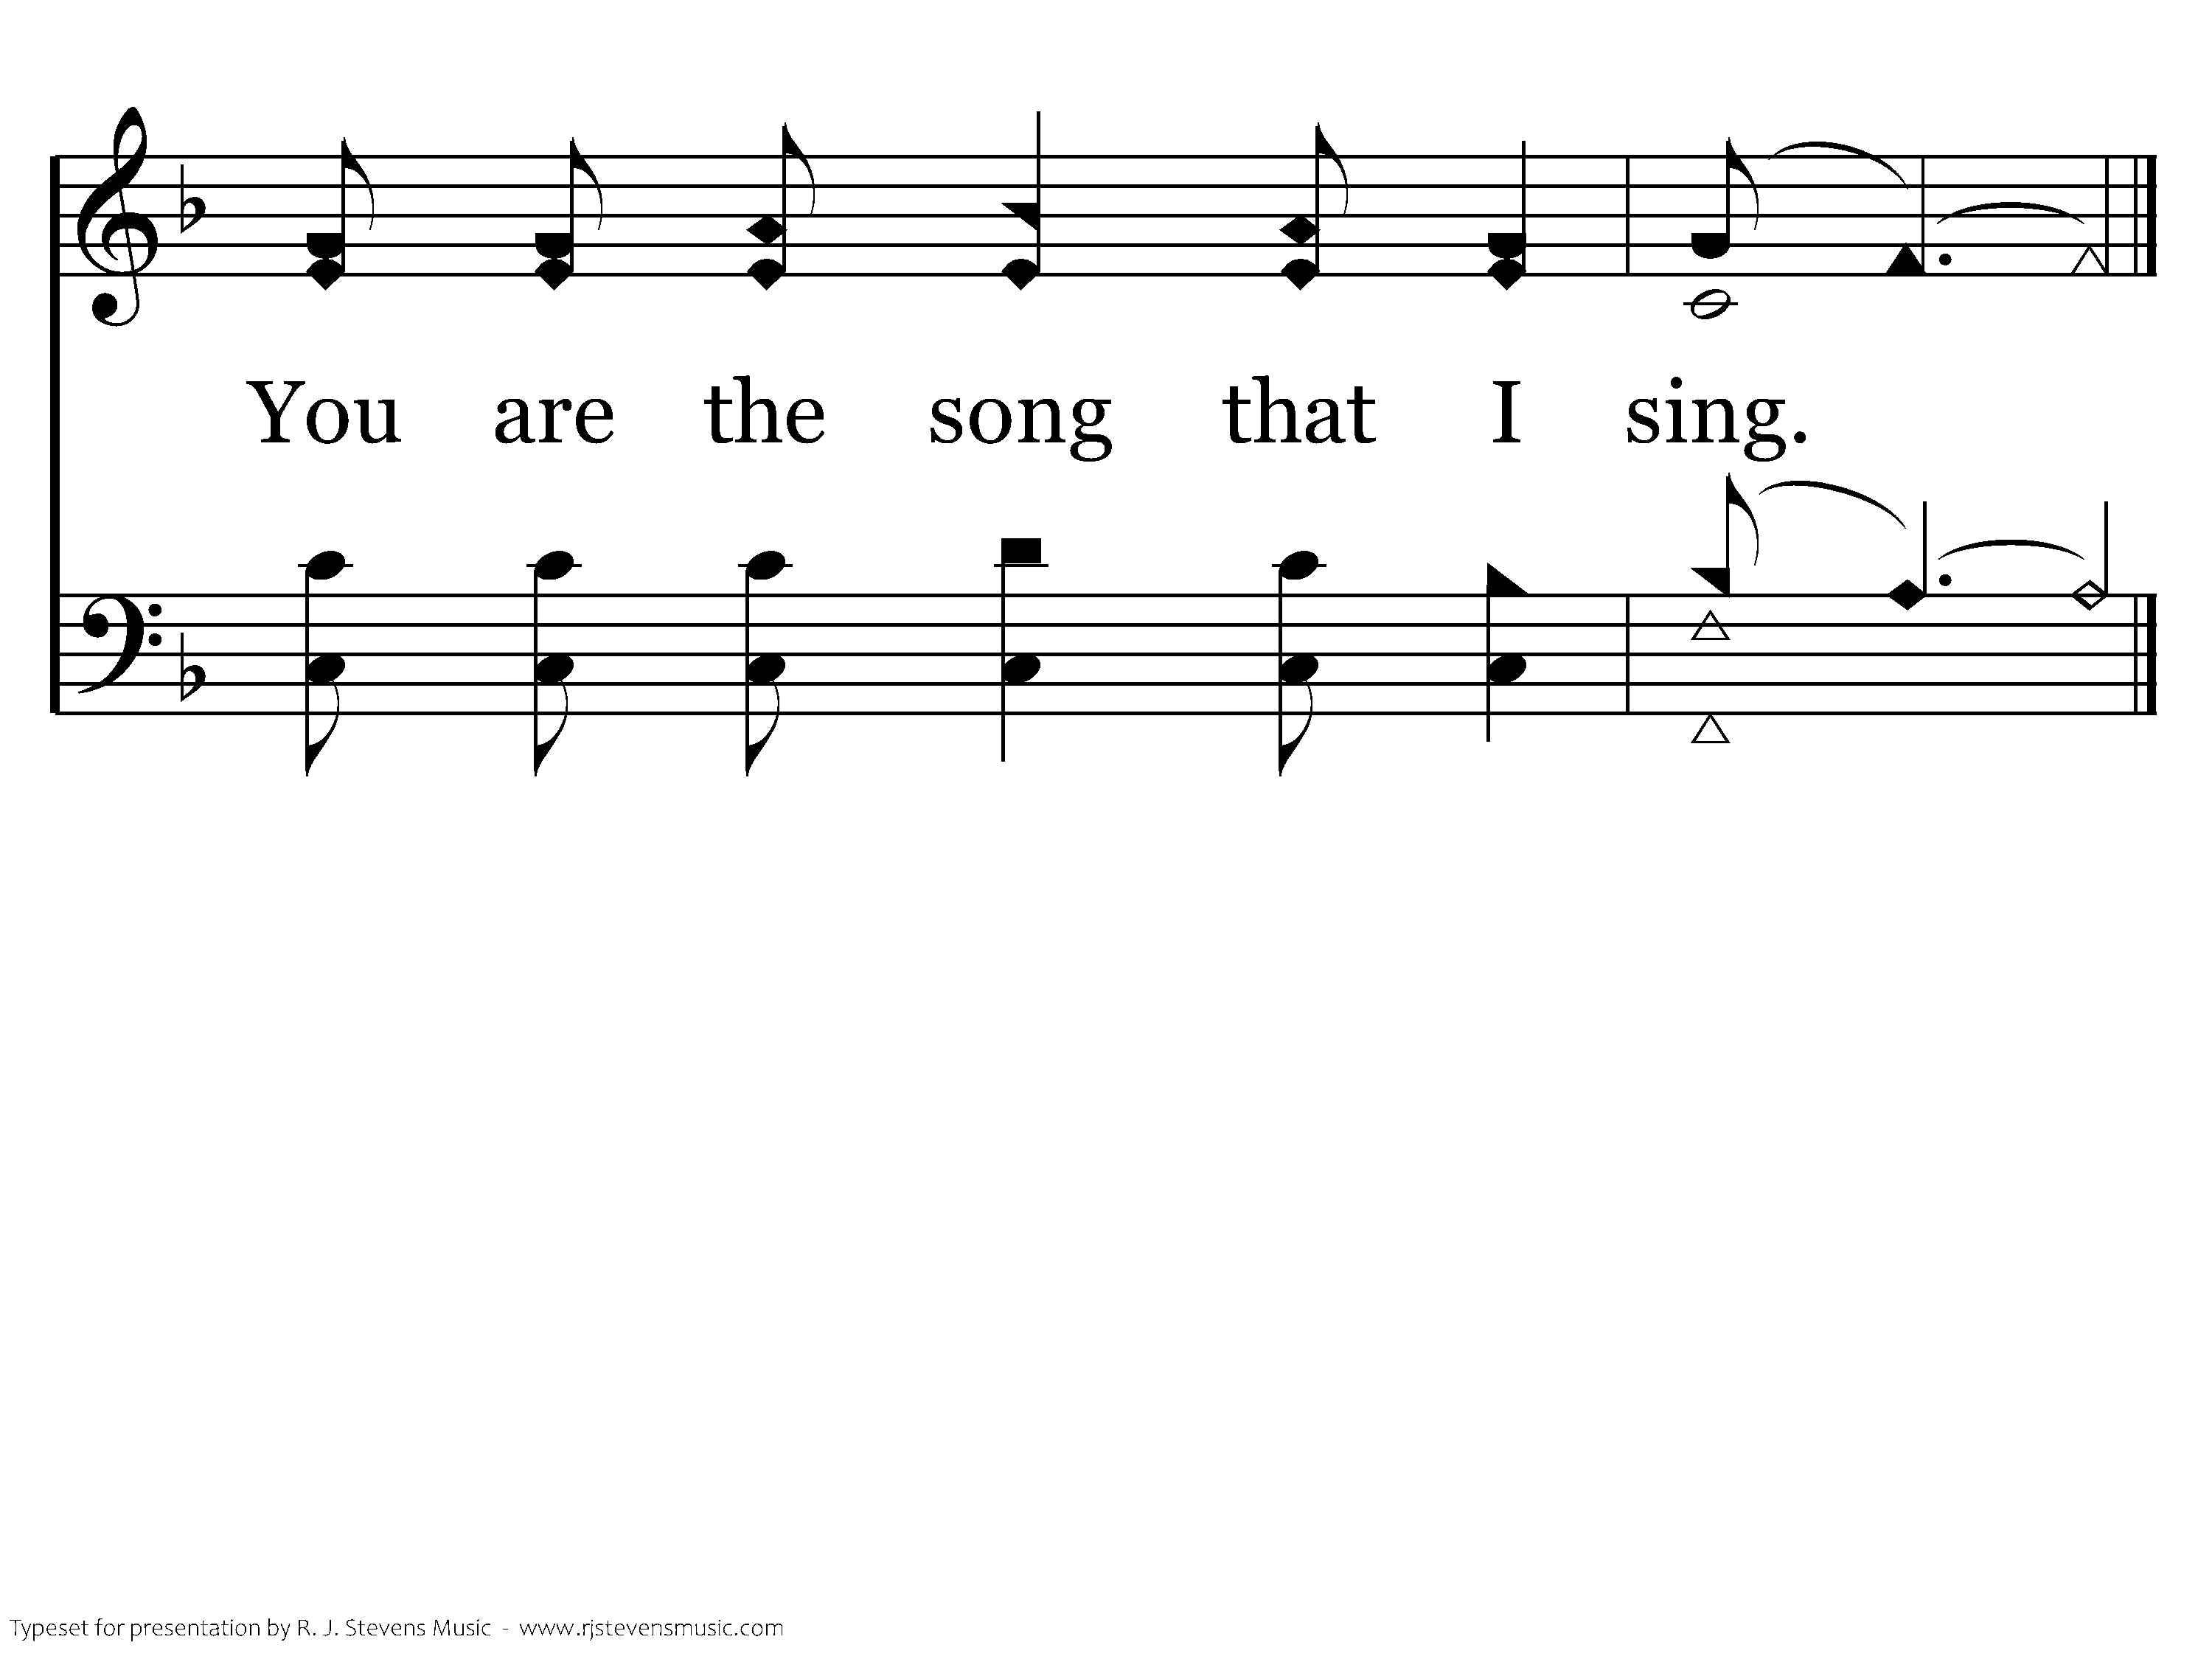 You are the song that I sing.
Typeset for presentation by R. J. Stevens Music - www.rjstevensmusic.com